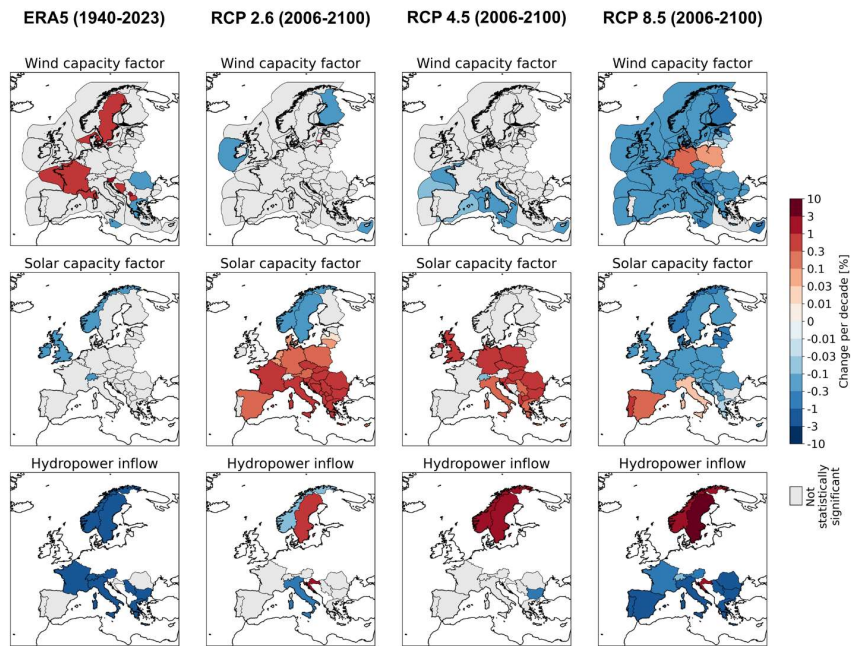 ERA5 (1940-2023) RCP 2.6 (2006-2100) RCP 4.5 (2006-2100) RCP 8.5 (2006-2100)
Wind capacity factor Wind capacity factor Wind capacity factor Wind capacity factor
Solar capacity factor Solar capacity factor Solar capacity factor Solar capacity factor
Hydropower inflow Hydropower inflow Hydropower inflow Hydropower inflow
10
3
1
0.3
0.1
0.03
0.01
0
-0.01
-0.03
-0.1
-0.3
-1
-3
-10
Change per decade [%]
Not
statistically
significant